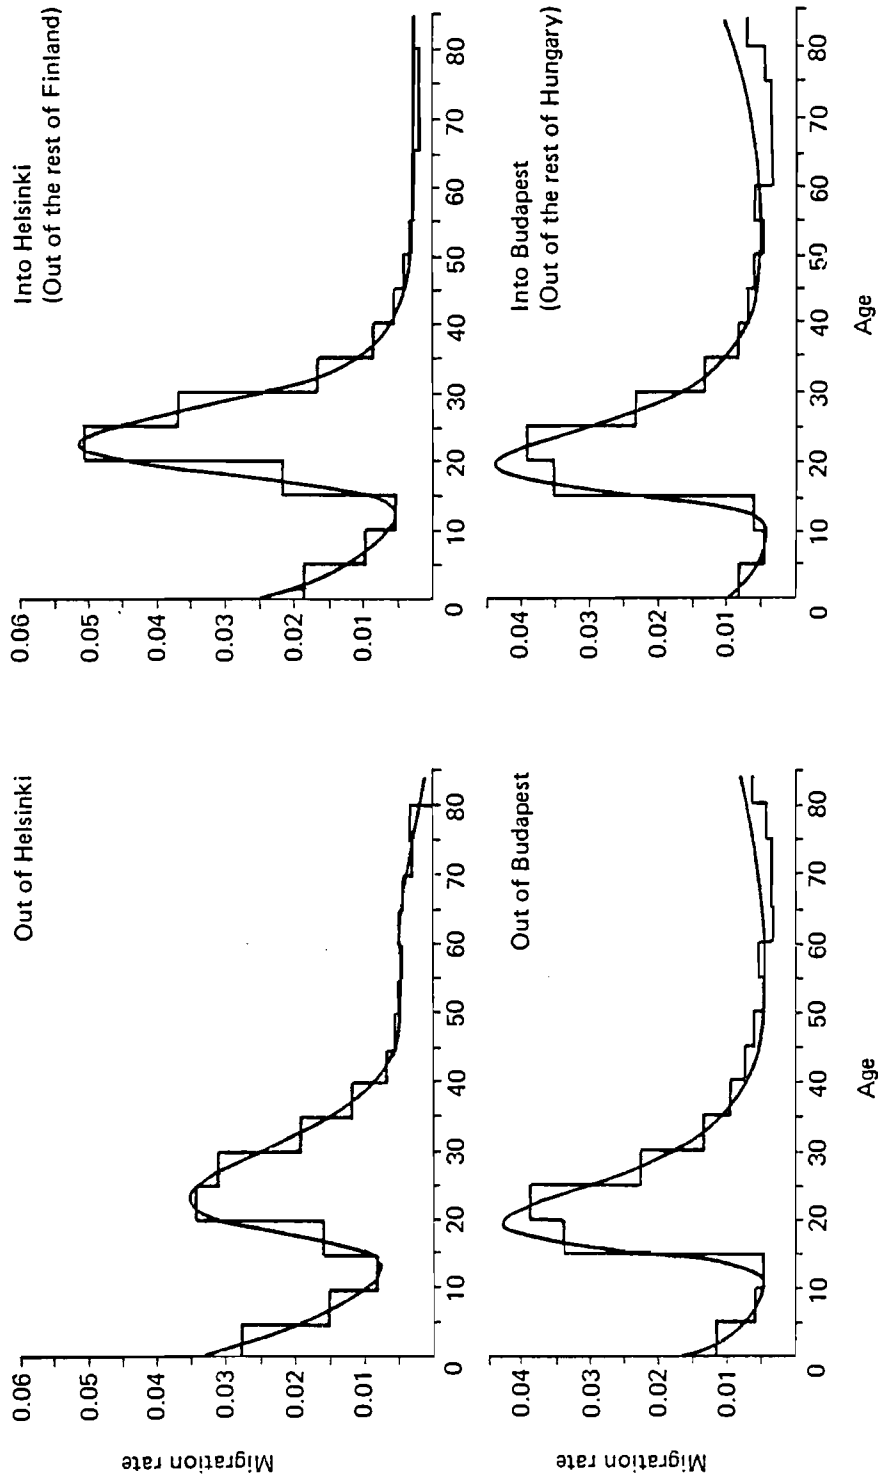 Out of Helsinki
0.06
0.05
0.04
0.03
0.02
0.01
0 10 20 30 40 50 60 70 80
Migration rate
Into Helsinki
(Out of the rest of Finland)
0.06
0.05
0.04
0.03
0.02
0.01
0 10 20 30 40 50 60 70 80
Out of Budapest
0.04
0.03
0.02
0.01
0 10 20 30 40 50 60 70 80
Migration rate
Age
Into Budapest
(Out of the rest of Hungary)
0.04
0.03
0.02
0.01
0 10 20 30 40 50 60 70 80
Age